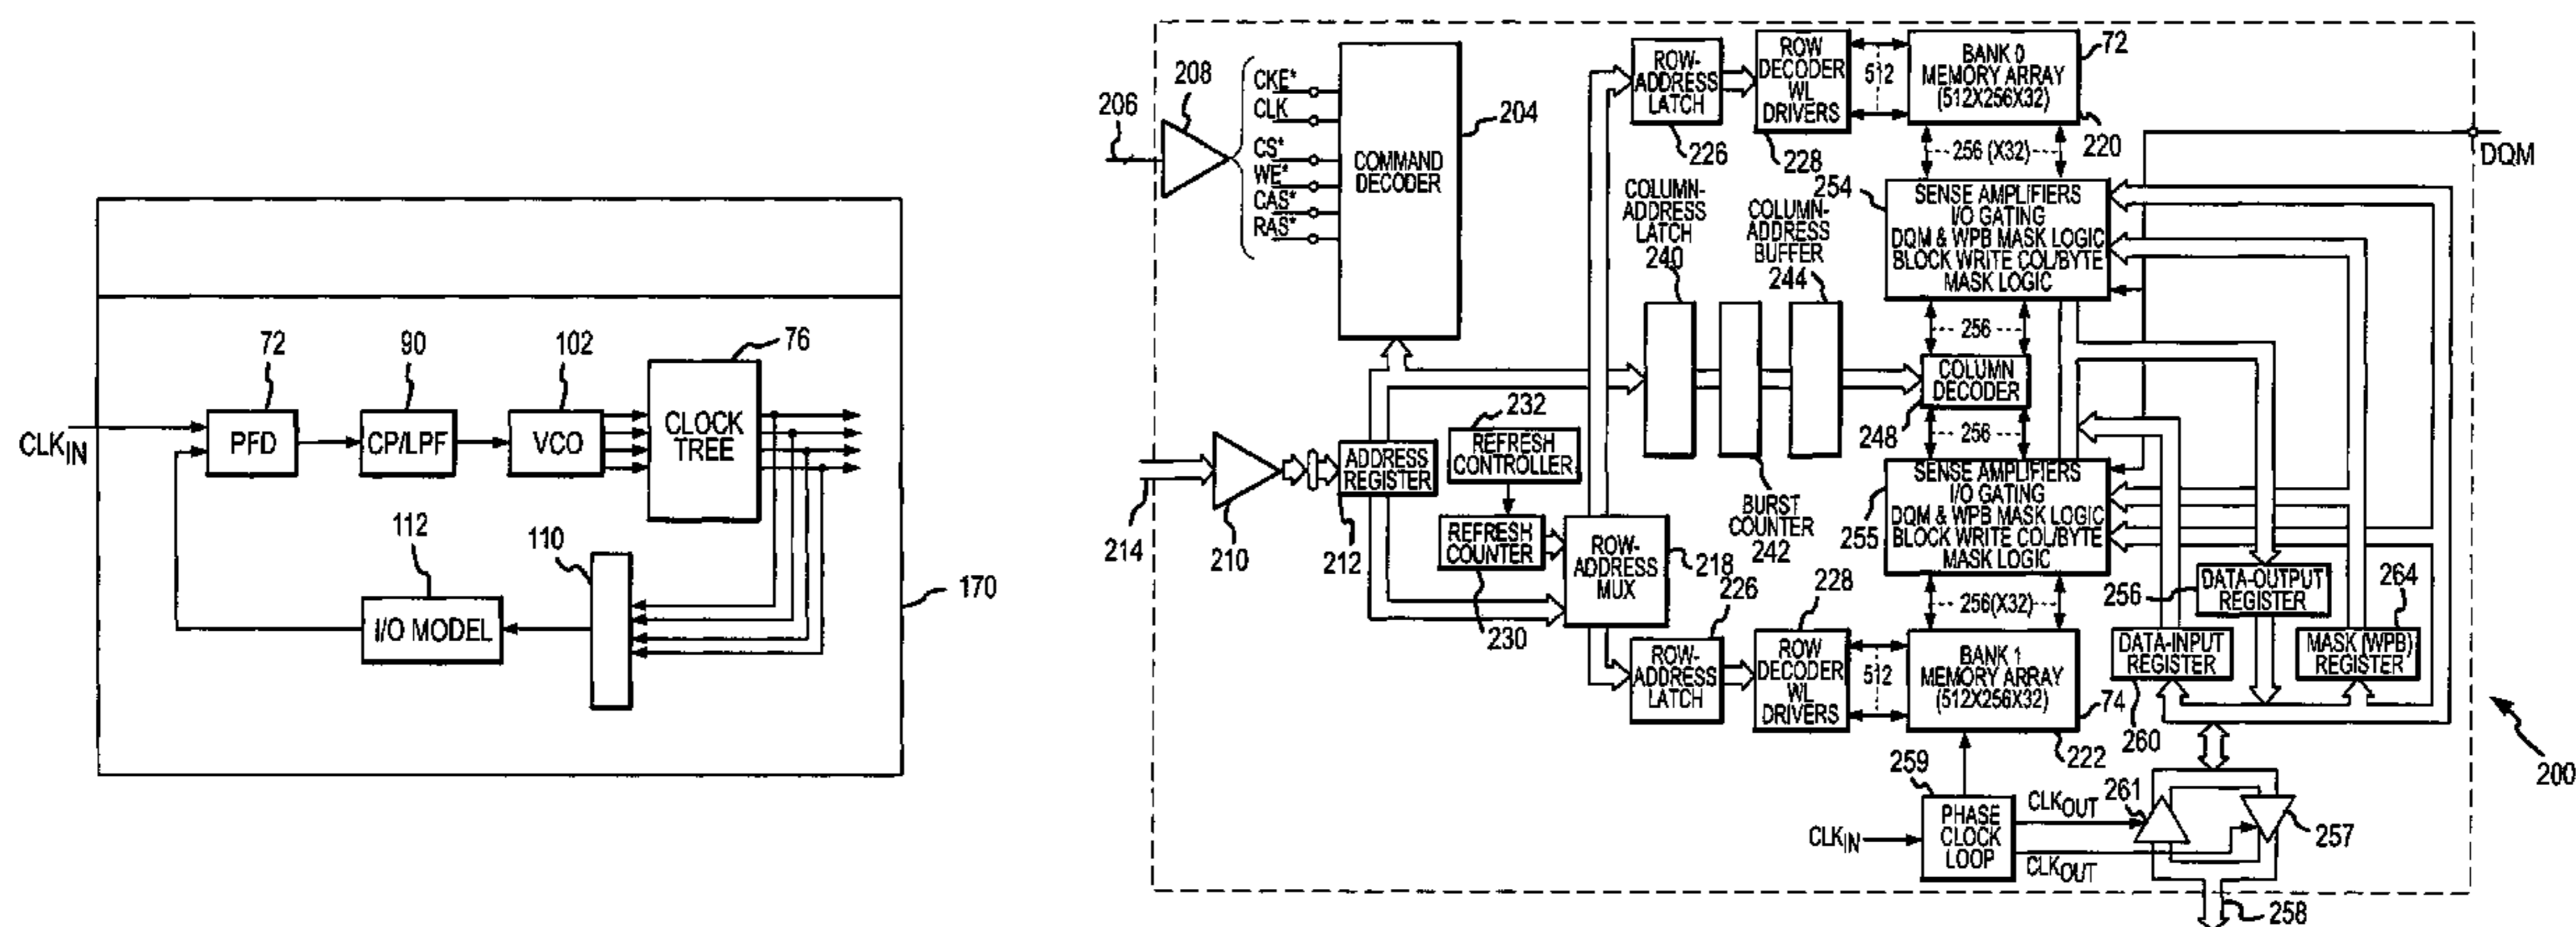 72
90
102
76
CLKIN
PFD
CP/LPF
VCO
CLOCK
TREE
112
110
I/O MODEL
170
206
208
CKE*
CLK
CS*
WE*
CAS*
RAS*
COMMAND
DECODER
204
ROW-
ADDRESS
LATCH
226
ROW
DECODER
WL
DRIVERS
228
512
BANK 0
MEMORY ARRAY
(512X256X32)
72
220
256 (X32)
DQM
254
SENSE AMPLIFIERS
I/O GATING
DQM & WPB MASK LOGIC
BLOCK WRITE COL/BYTE
MASK LOGIC
COLUMN-
ADDRESS
LATCH
240
COLUMN-
ADDRESS
BUFFER
244
256
COLUMN
DECODER
248
256
214
210
ADDRESS
REGISTER
212
232
REFRESH
CONTROLLER
REFRESH
COUNTER
230
ROW-
ADDRESS
MUX
218
BURST
COUNTER
242
255
SENSE AMPLIFIERS
I/O GATING
DQM & WPB MASK LOGIC
BLOCK WRITE COL/BYTE
MASK LOGIC
256(X32)
226
ROW-
ADDRESS
LATCH
228
ROW
DECODER
WL
DRIVERS
512
BANK 1
MEMORY ARRAY
(512X256X32)
74
222
256
DATA-OUTPUT
REGISTER
264
DATA-INPUT
REGISTER
260
MASK (WPB)
REGISTER
200
259
CLKIN
PHASE
CLOCK
LOOP
CLKOUT
CLKOUT
261
257
258